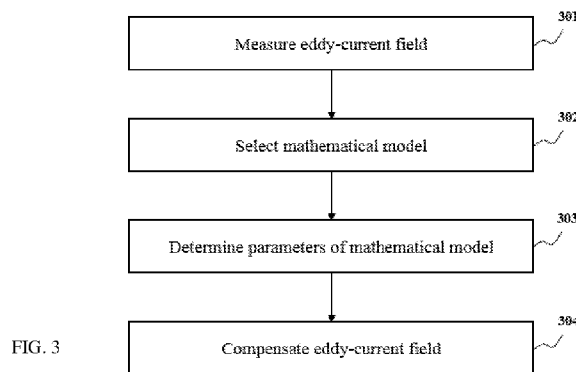 301
Measure eddy-current field
302
Select mathematical model
303
Determine parameters of mathematical model
304
Compensate eddy-current field
FIG. 3